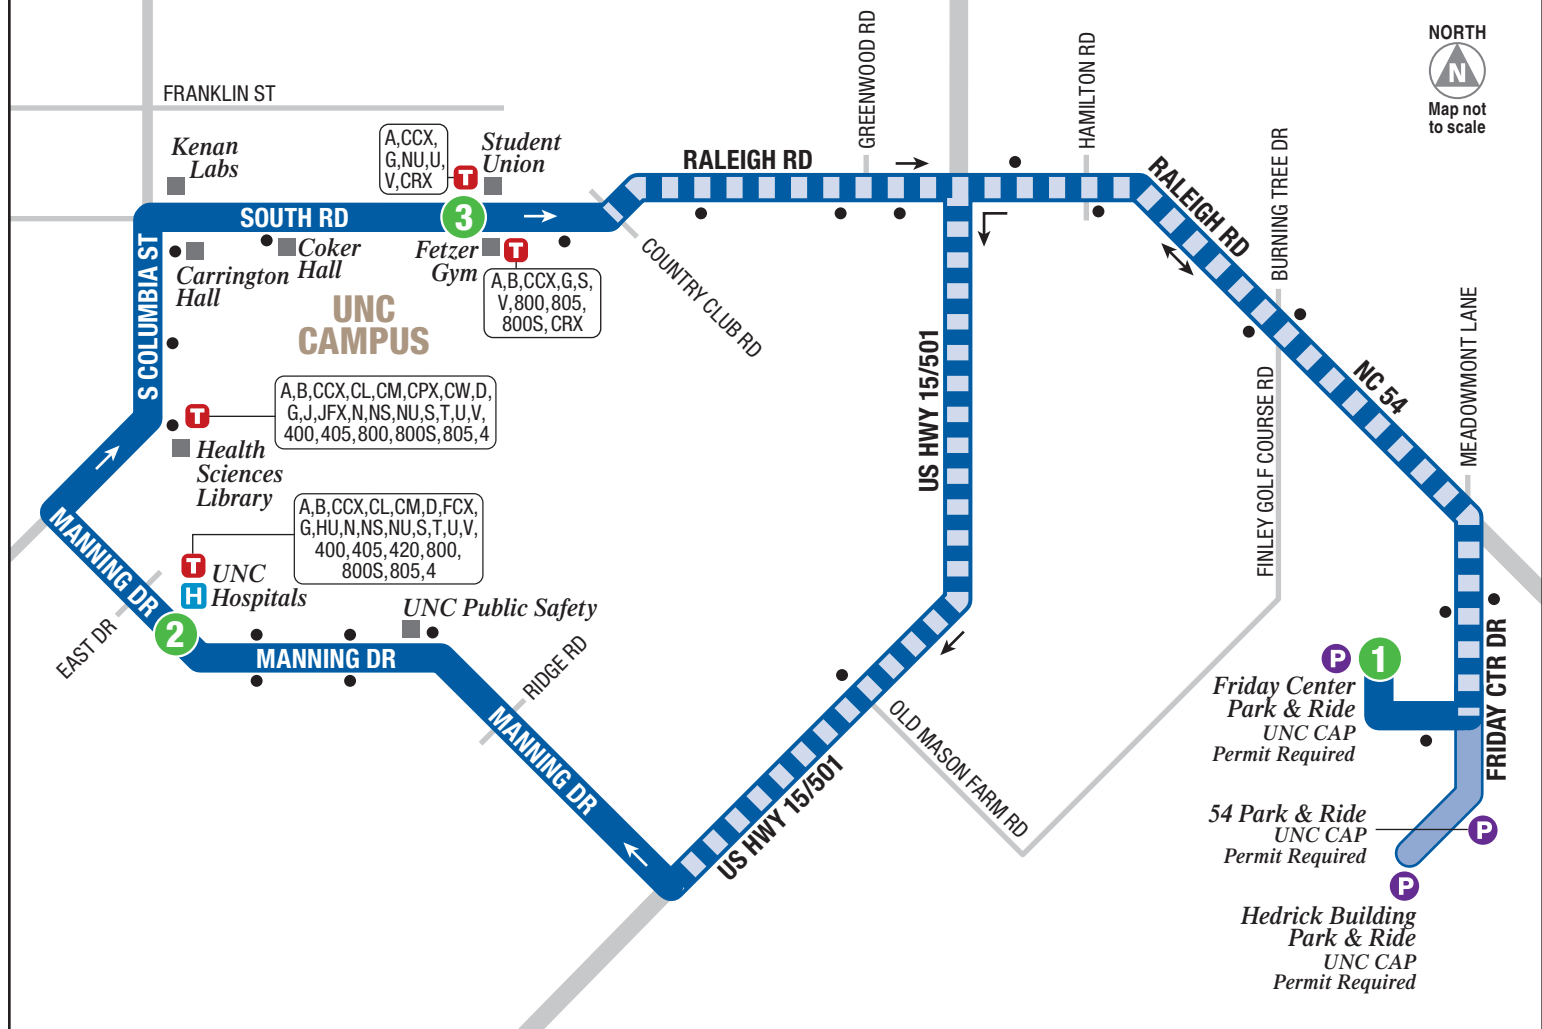 NORTH
N
Map not
to scale
FRANKLIN ST
Kenan
Labs
A,CCX,
G,NU,U,
V,CRX
T
Student
Union
RALEIGH RD
GREENWOOD RD
HAMILTON RD
RALEIGH RD
BURNING TREE DR
SOUTH RD
3
Carrington
Hall
Coker
Hall
Fetzer
Gym
T
A,B,CCX,G,S,
V,800,805,
800S,CRX
COUNTRY CLUB RD
UNC
CAMPUS
S COLUMBIA ST
US HWY 15/501
FINLEY GOLF COURSE RD
NC 54
MEADOWMONT LANE
T
A,B,CCX,CL,CM,CPX,CW,D,
G,J,JFX,N,NS,NU,S,T,U,V,
400,405,800,800S,805,4
Health
Sciences
Library
A,B,CCX,CL,CM,D,FCX,
G,HU,N,NS,NU,S,T,U,V,
400,405,420,800,
800S,805,4
MANNING DR
T
H
UNC
Hospitals
UNC Public Safety
EAST DR
2
MANNING DR
RIDGE RD
MANNING DR
US HWY 15/501
OLD MASON FARM RD
P
1
Friday Center
Park & Ride
UNC CAP
Permit Required
FRIDAY CTR DR
54 Park & Ride
UNC CAP
Permit Required
P
P
Hedrick Building
Park & Ride
UNC CAP
Permit Required